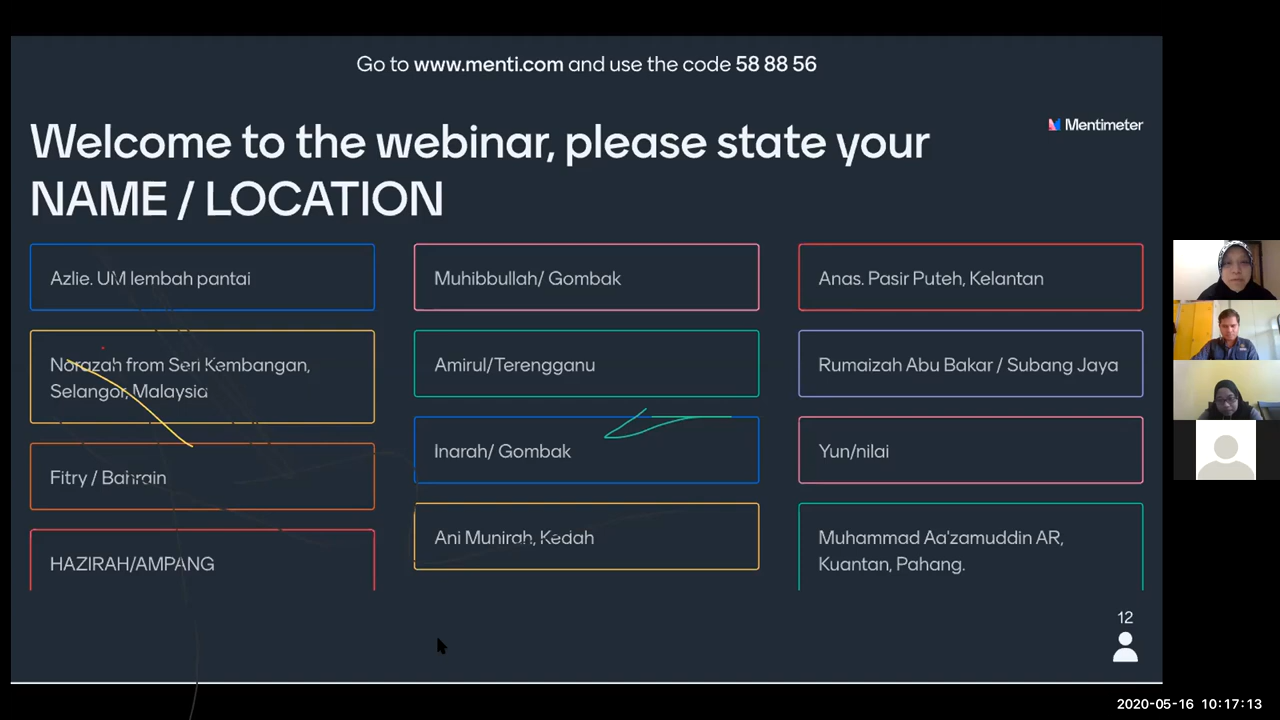 Go to www.menti.com and use the code 58 88 56
Mentimeter
Welcome to the webinar, please state your
NAME / LOCATION
Azlie. UM lembah pantai
Norazah from Seri Kembangan,
Selangor, Malaysia
Fitry / Bahrain
HAZIRAH/AMPANG
Muhibbullah/ Gombak
Amirul/Terengganu
Inarah/ Gombak
Ani Munirah, Kedah
Anas. Pasir Puteh, Kelantan
Rumaizah Abu Bakar / Subang Jaya
Yun/nilai
Muhammad Aa'zamuddin AR,
Kuantan, Pahang.
12
2020-05-16 10:17:13